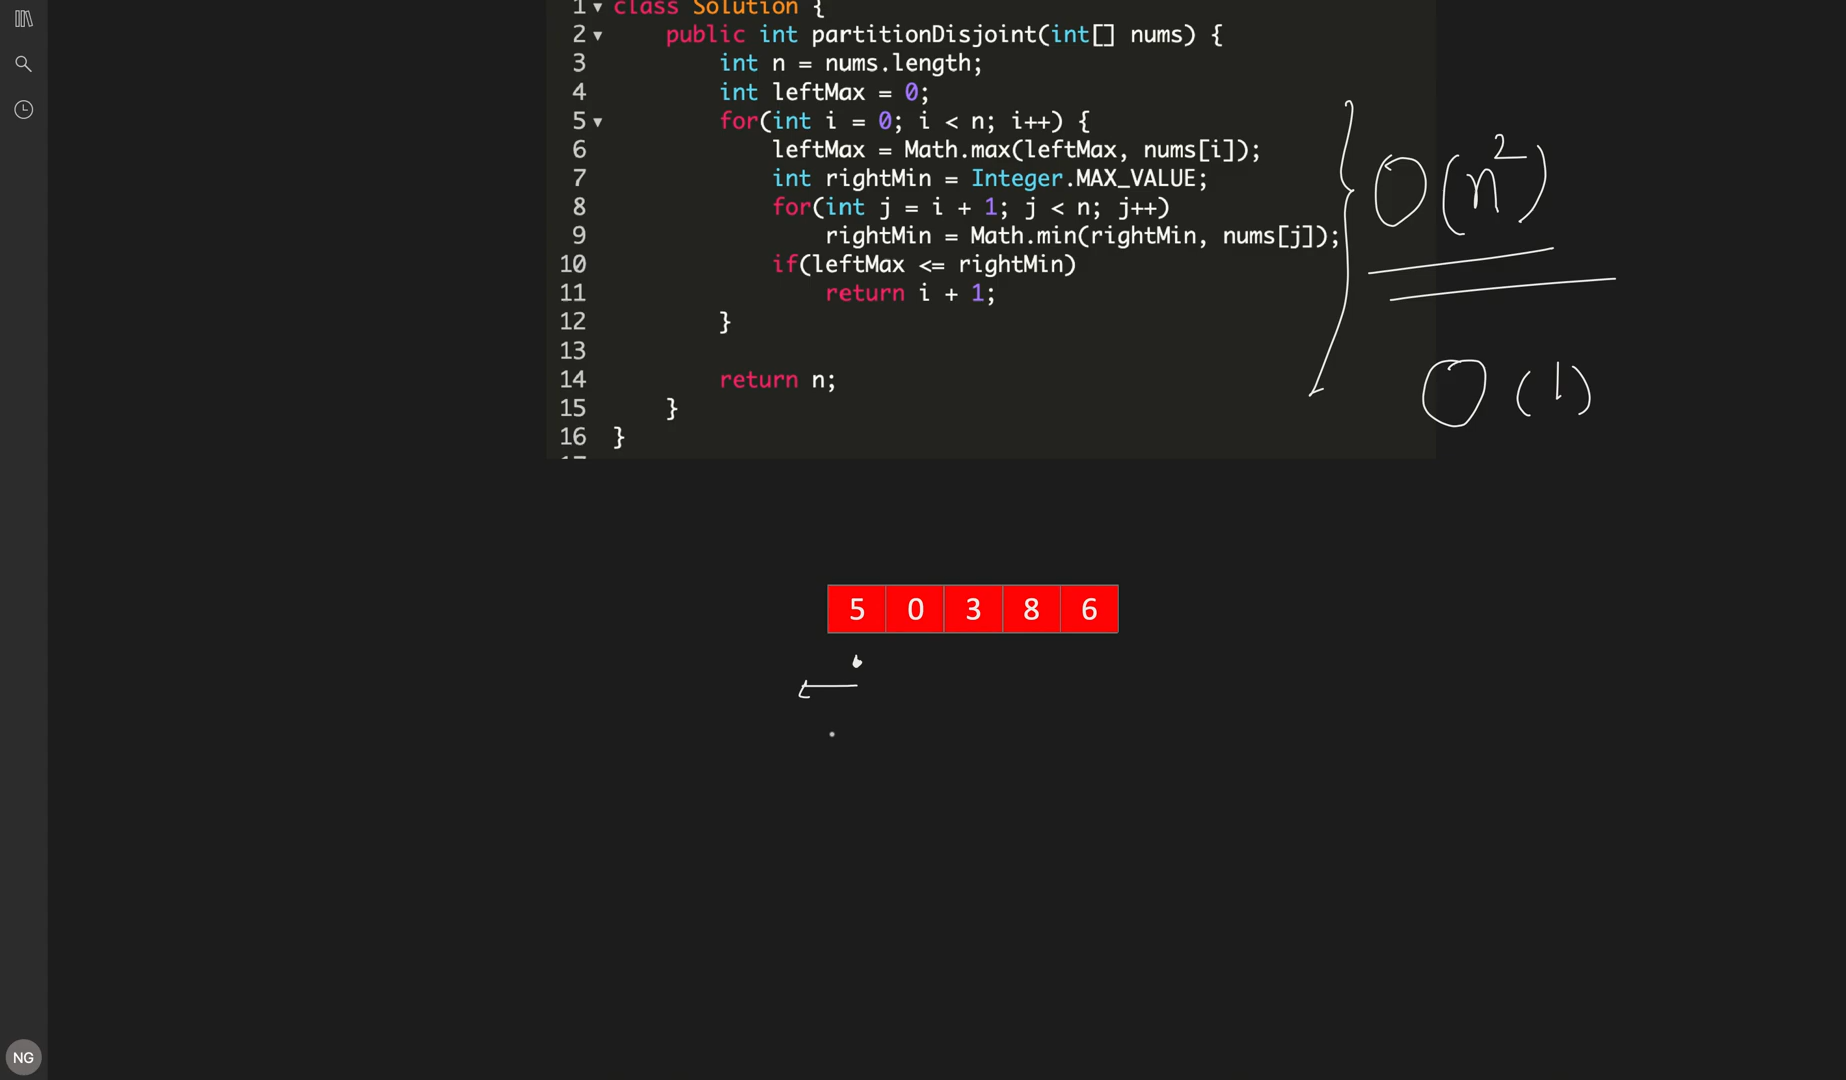 1 class Solution {
2 public int partitionDisjoint(int[] nums) {
3 int n = nums.length;
4 int leftMax = 0;
5 for(int i = 0; i < n; i++) {
6 leftMax = Math.max(leftMax, nums[i]);
7 int rightMin = Integer.MAX_VALUE;
8 for(int j = i + 1; j < n; j++)
9 rightMin = Math.min(rightMin, nums[j]);
10 if(leftMax <= rightMin)
11 return i + 1;
12 }
13
14 return n;
15 }
16 }
O(n²)
O(1)
5 0 3 8 6
NG